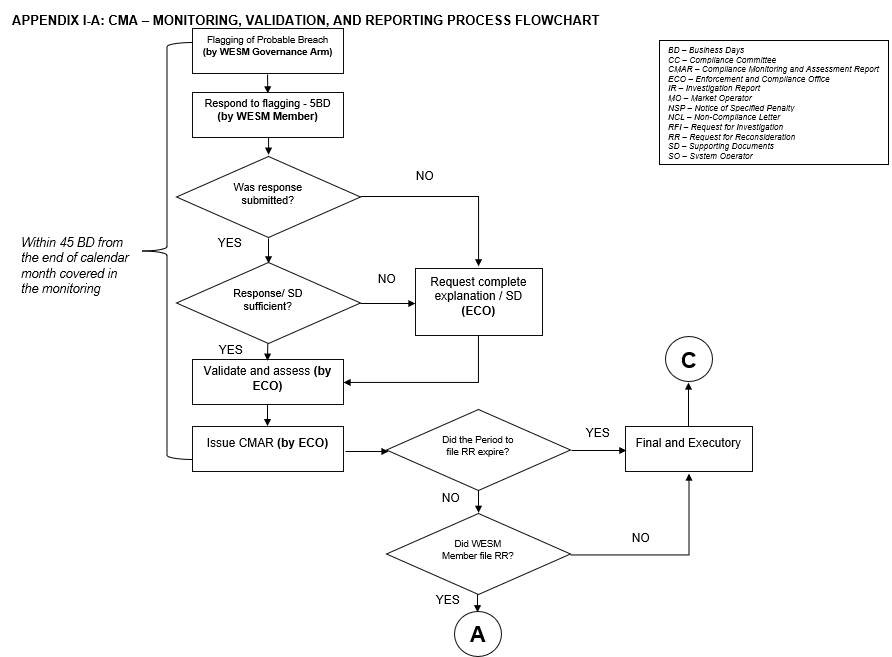 APPENDIX I-A: CMA – MONITORING, VALIDATION, AND REPORTING PROCESS FLOWCHART
Flagging of Probable Breach
(by WESM Governance Arm)
BD – Business Days
CC – Compliance Committee
CMAR – Compliance Monitoring and Assessment Report
ECO – Enforcement and Compliance Office
IR – Investigation Report
MO – Market Operator
NSP – Notice of Specified Penalty
NCL – Non-Compliance Letter
RFI – Request for Investigation
RR – Request for Reconsideration
SD – Supporting Documents
SO – System Operator
Respond to flagging - 5BD
(by WESM Member)
Was response
submitted?
NO
YES
Within 45 BD from
the end of calendar
month covered in
the monitoring
Response/ SD
sufficient?
NO
Request complete
explanation / SD
(ECO)
YES
Validate and assess (by
ECO)
C
Issue CMAR (by ECO)
Did the Period to
file RR expire?
YES
Final and Executory
NO
Did WESM
Member file RR?
NO
YES
A